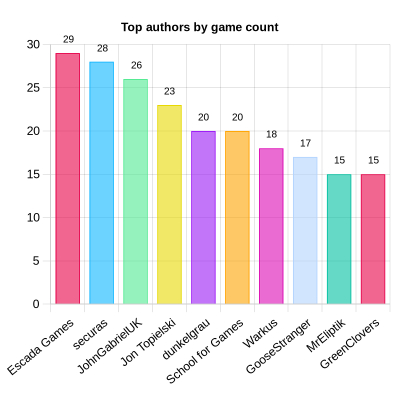 Top authors by game count
30
25
20
15
10
5
0
29
28
26
23
20
20
18
17
15
15
Escada Games
securas
JohnGabrielUK
Jon Topielski
dunkelgrau
School for Games
Warkus
GooseStranger
MrEliptik
GreenClovers